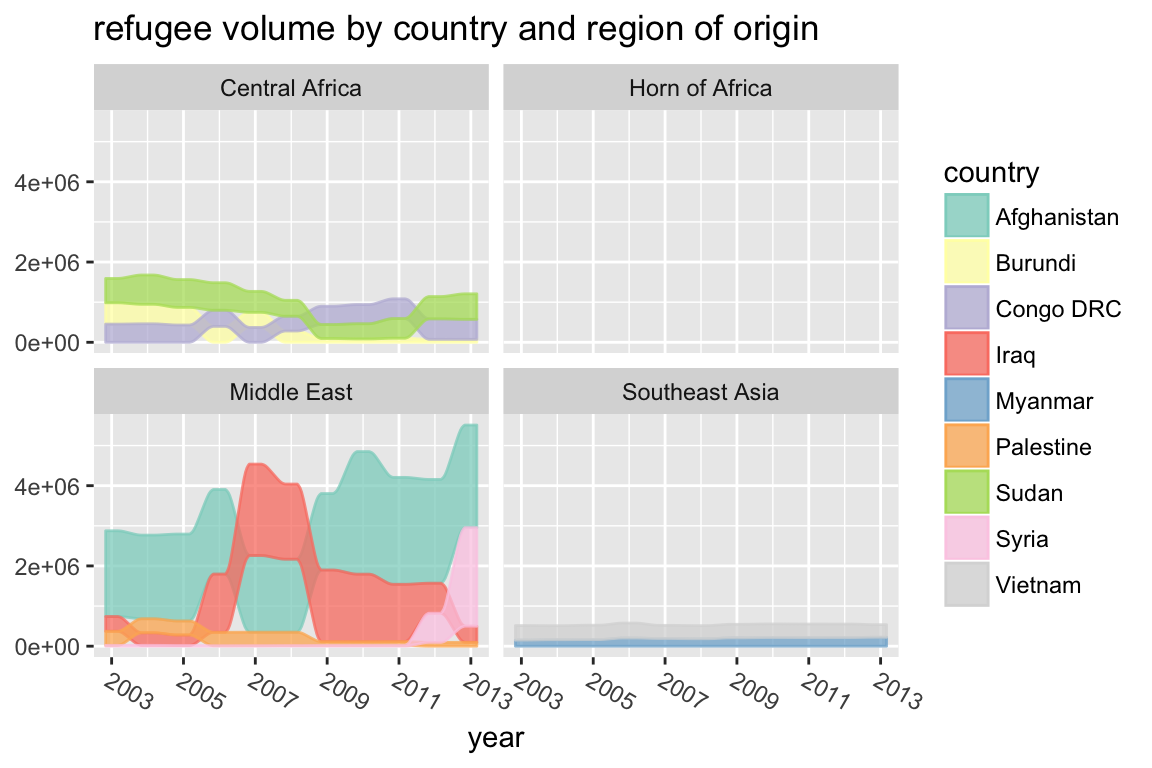 refugee volume by country and region of origin
Central Africa
Horn of Africa
4e+06
2e+06
0e+00
Middle East
Southeast Asia
4e+06
2e+06
0e+00
2003
2005
2007
2009
2011
2013
2003
2005
2007
2009
2011
2013
year
country
Afghanistan
Burundi
Congo DRC
Iraq
Myanmar
Palestine
Sudan
Syria
Vietnam